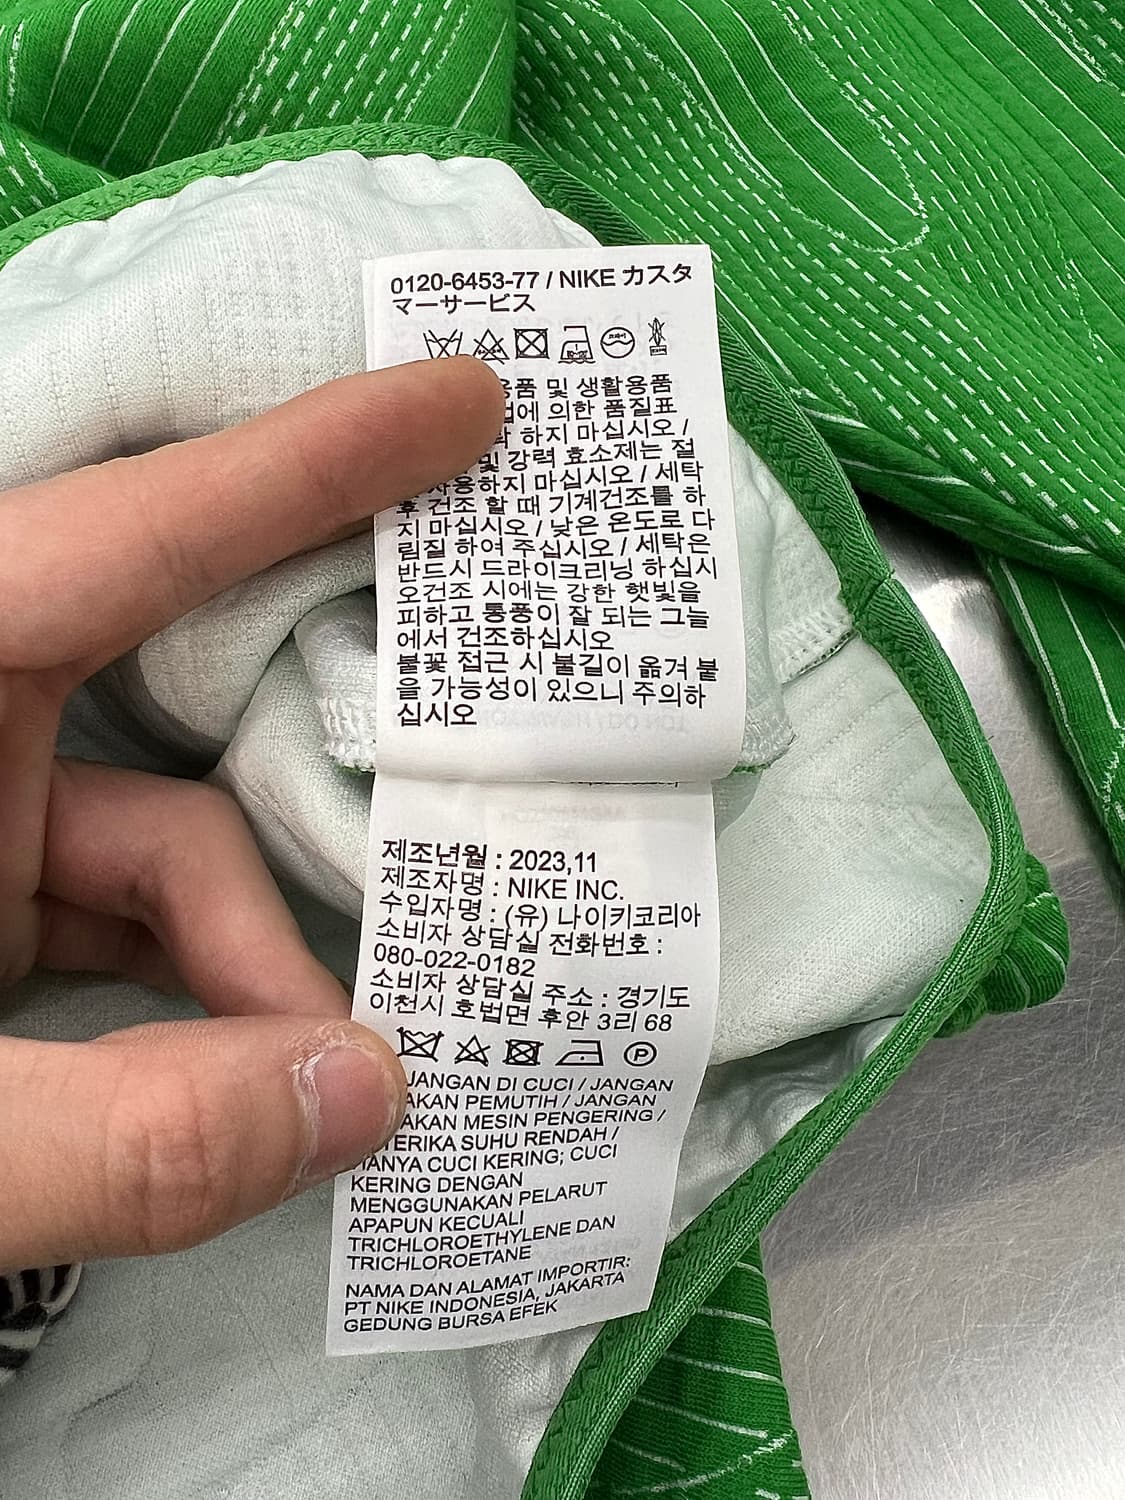 0120-6453-77 / NIKE カスタ
マーサービス
용품 및 생활용품
법에 의한 품질표
하지 마십시오 /
및 강력 효소제는 절
사용하지 마십시오 / 세탁
후 건조 할 때 기계건조를 하
지 마십시오 / 낮은 온도로 다
림질 하여 주십시오 / 세탁은
반드시 드라이크리닝 하십시
오건조 시에는 강한 햇빛을
피하고 통풍이 잘 되는 그늘
에서 건조하십시오
불꽃 접근 시 불길이 옮겨 붙
을 가능성이 있으니 주의하
십시오
제조년월 : 2023,11
제조자명 : NIKE INC.
수입자명 : (유) 나이키코리아
소비자 상담실 전화번호 :
080-022-0182
소비자 상담실 주소 : 경기도
이천시 호법면 후안 3리 68
P
JANGAN DI CUCI / JANGAN
AKAN PEMUTIH / JANGAN
AKAN MESIN PENGERING /
TERIKA SUHU RENDAH /
HANYA CUCI KERING; CUCI
KERING DENGAN
MENGGUNAKAN PELARUT
APAPUN KECUALI
TRICHLOROETHYLENE DAN
TRICHLOROETANE
NAMA DAN ALAMAT IMPORTIR:
PT NIKE INDONESIA, JAKARTA
GEDUNG BURSA EFEK